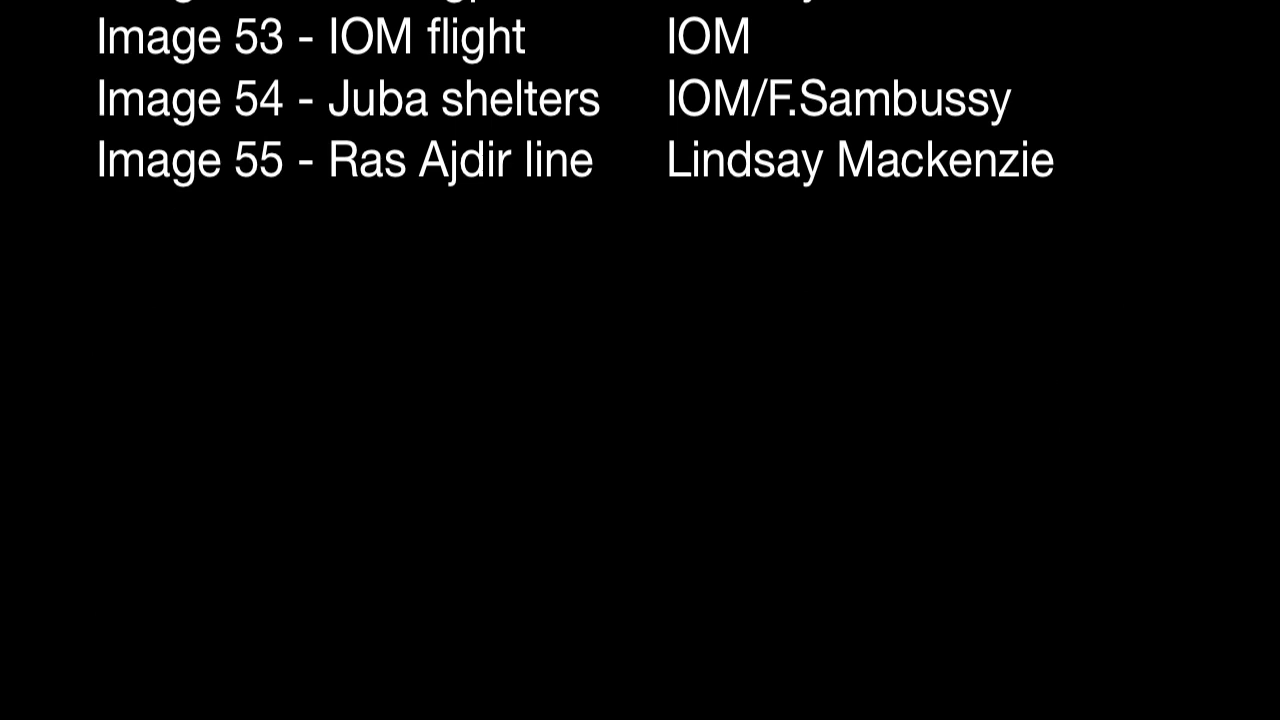 Image 53 - IOM flight IOM
Image 54 - Juba shelters IOM/F.Sambussy
Image 55 - Ras Ajdir line Lindsay Mackenzie